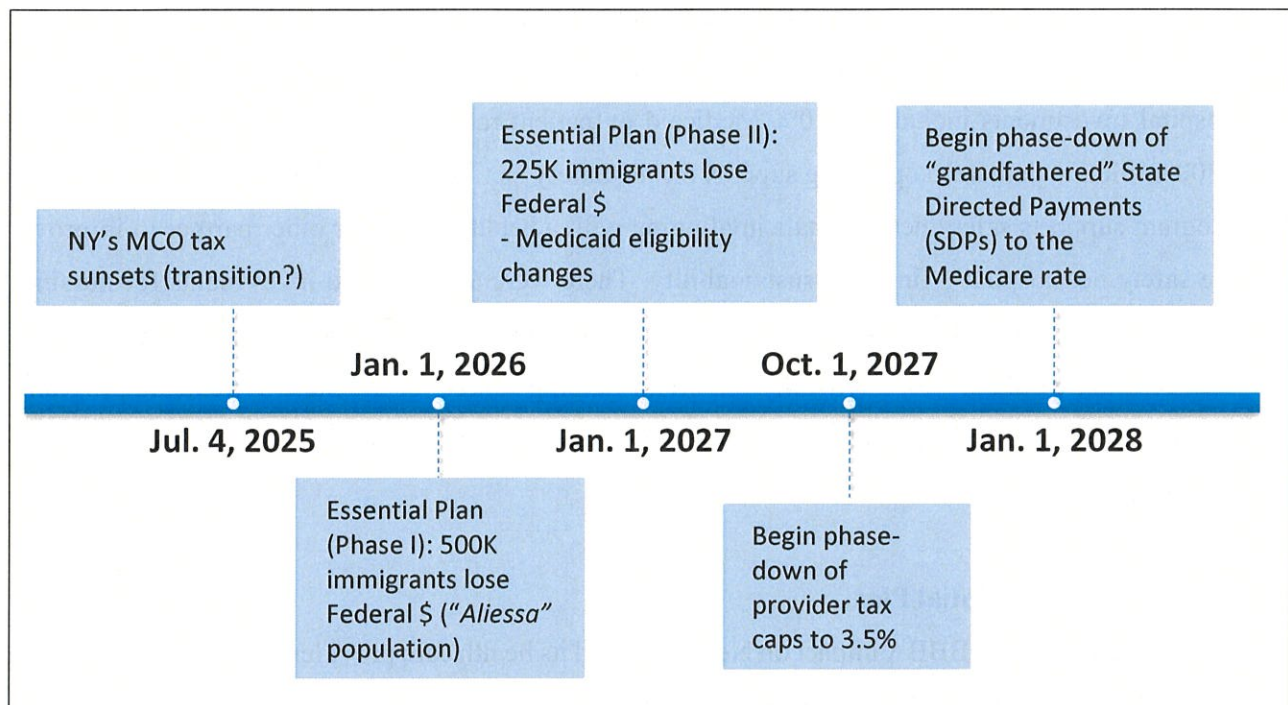 NY's MCO tax
sunsets (transition?)
Essential Plan (Phase II):
225K immigrants lose
Federal $
- Medicaid eligibility
changes
Begin phase-down of
“grandfathered” State
Directed Payments
(SDPs) to the
Medicare rate
Jan. 1, 2026
Oct. 1, 2027
Jul. 4, 2025
Jan. 1, 2027
Jan. 1, 2028
Essential Plan
(Phase I): 500K
immigrants lose
Federal $ (“Aliessa”
population)
Begin phase-
down of
provider tax
caps to 3.5%